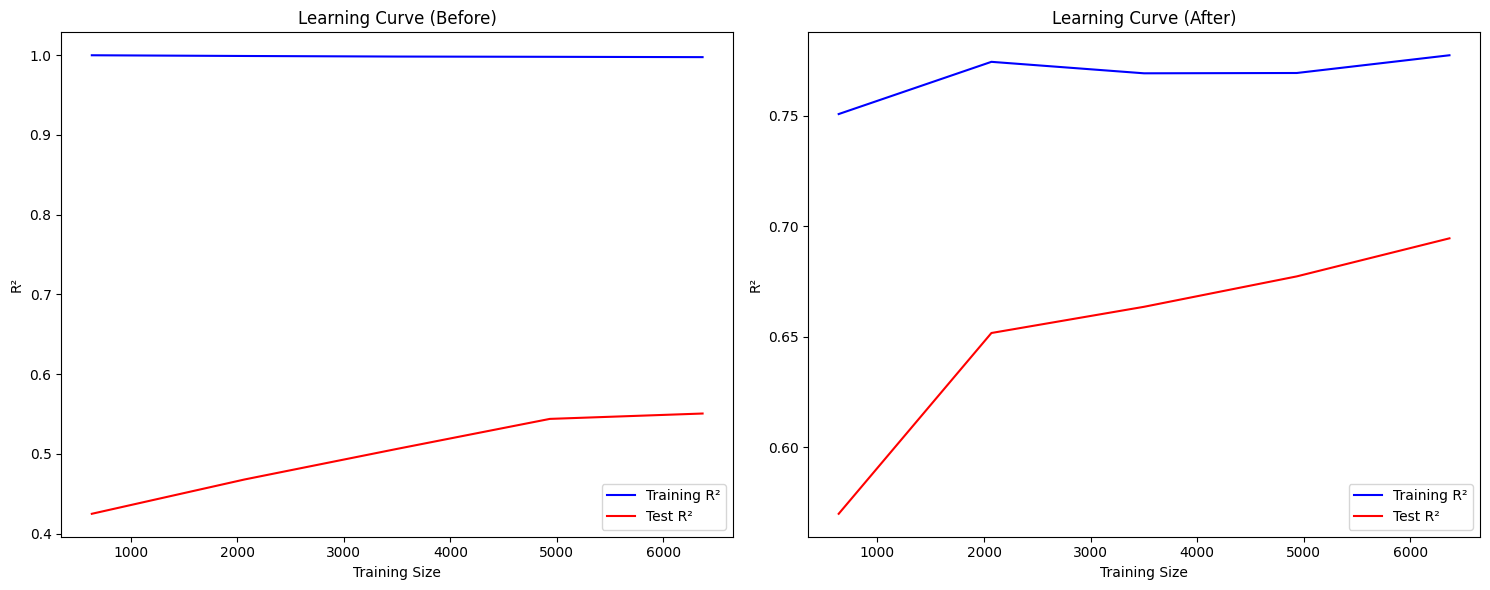 Learning Curve (Before)
R²
1.0
0.9
0.8
0.7
0.6
0.5
0.4
Training R²
Test R²
1000 2000 3000 4000 5000 6000
Training Size
Learning Curve (After)
R²
0.75
0.70
0.65
0.60
Training R²
Test R²
1000 2000 3000 4000 5000 6000
Training Size